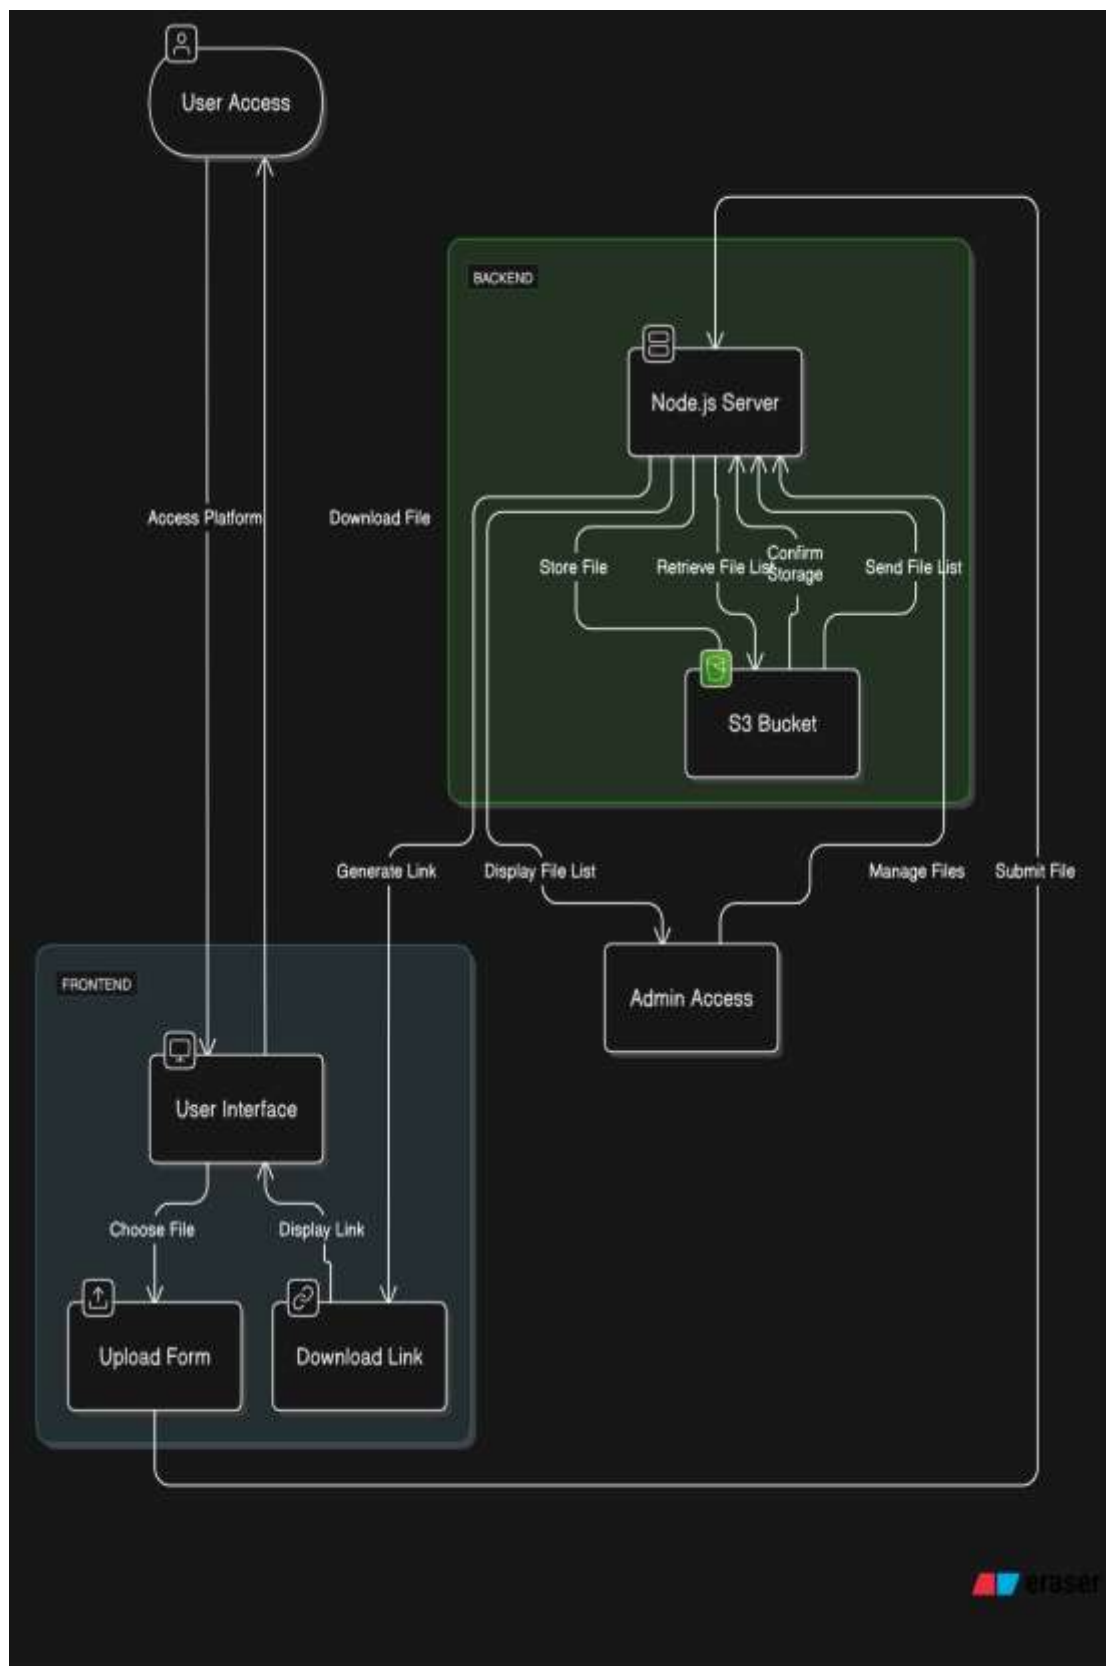 User Access
BACKEND
Node.js Server
Access Platform
Download File
Store File
Retrieve File List
Confirm
Storage
Send File List
S3 Bucket
Generate Link
Display File List
Manage Files
Submit File
FRONTEND
Admin Access
User Interface
Choose File
Display Link
Upload Form
Download Link
eraser